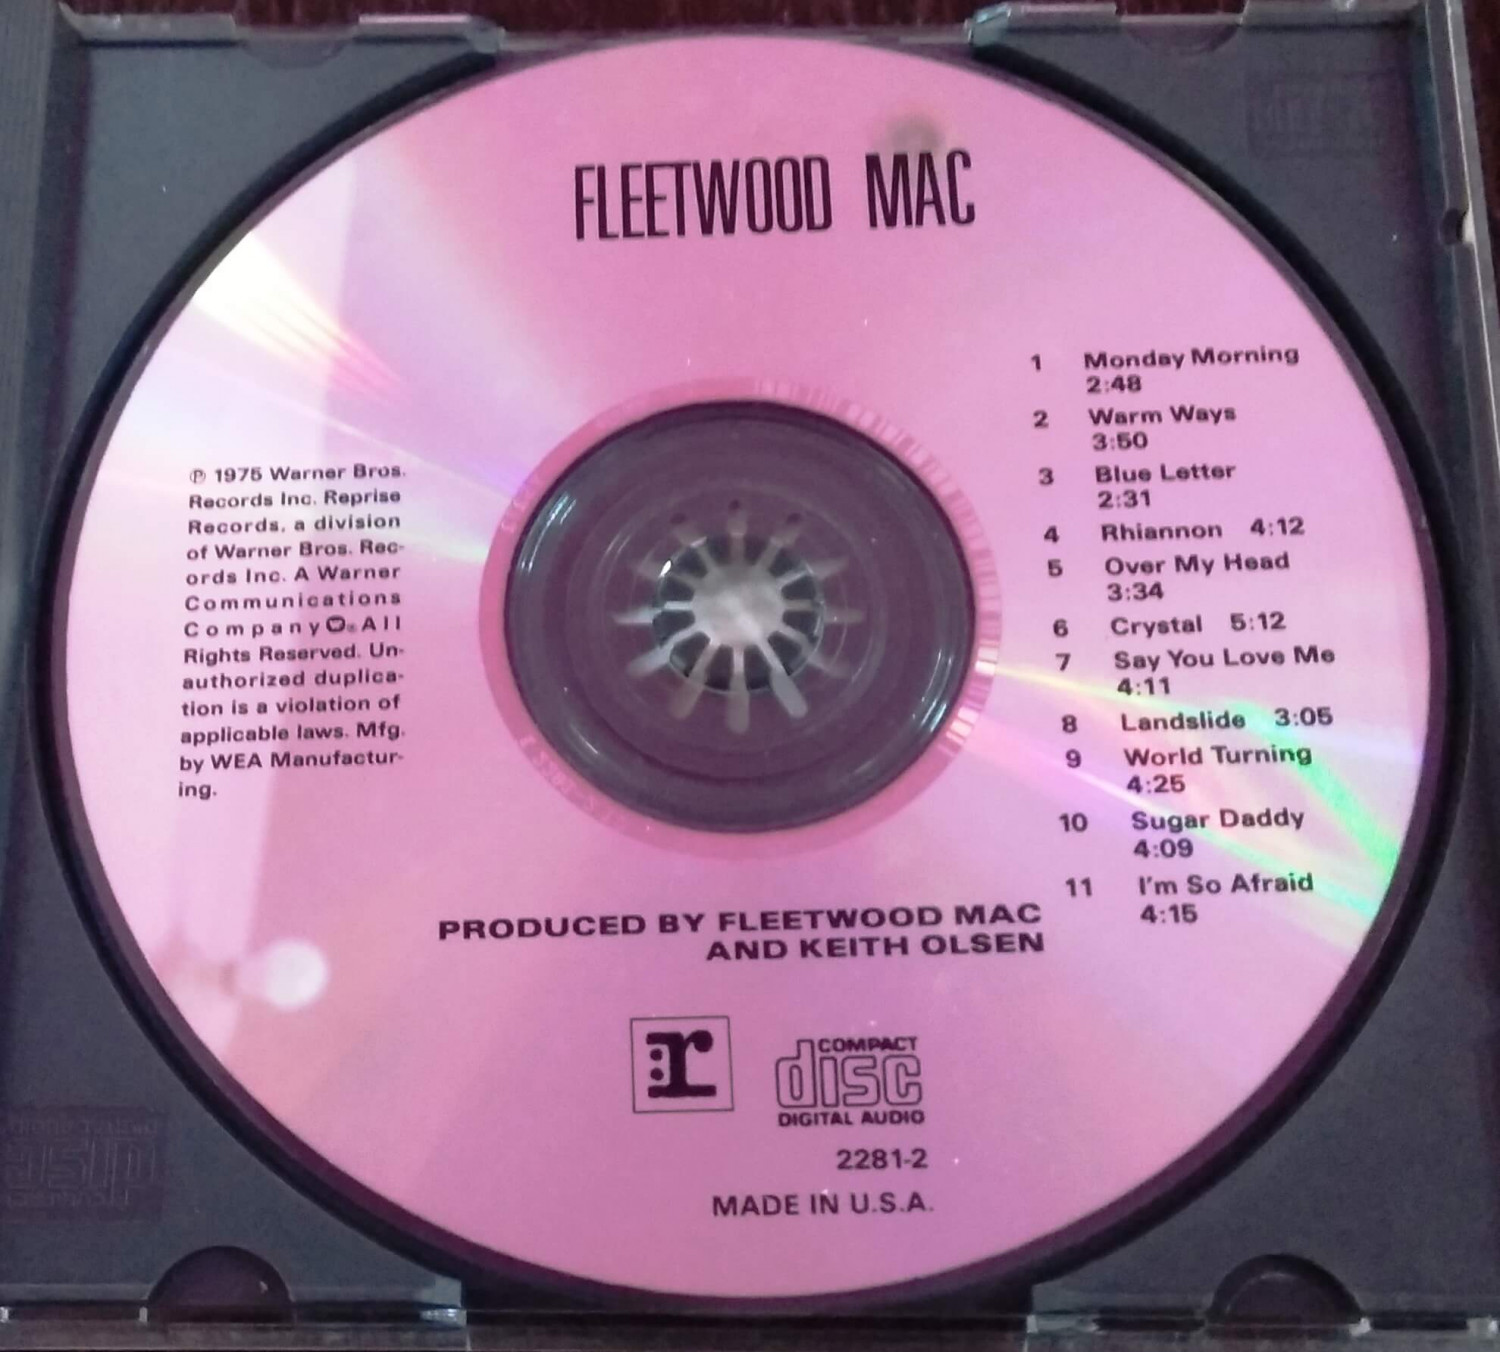 FLEETWOOD MAC
℗ 1975 Warner Bros.
Records Inc. Reprise
Records, a division
of Warner Bros. Rec-
ords Inc. A Warner
Communications
Company. All
Rights Reserved. Un-
authorized duplica-
tion is a violation of
applicable laws. Mfg.
by WEA Manufactur-
ing.
1 Monday Morning
2:48
2 Warm Ways
3:50
3 Blue Letter
2:31
4 Rhiannon 4:12
5 Over My Head
3:34
6 Crystal 5:12
7 Say You Love Me
4:11
8 Landslide 3:05
9 World Turning
4:25
10 Sugar Daddy
4:09
11 I'm So Afraid
4:15
PRODUCED BY FLEETWOOD MAC
AND KEITH OLSEN
:r
COMPACT
disc
DIGITAL AUDIO
2281-2
MADE IN U.S.A.